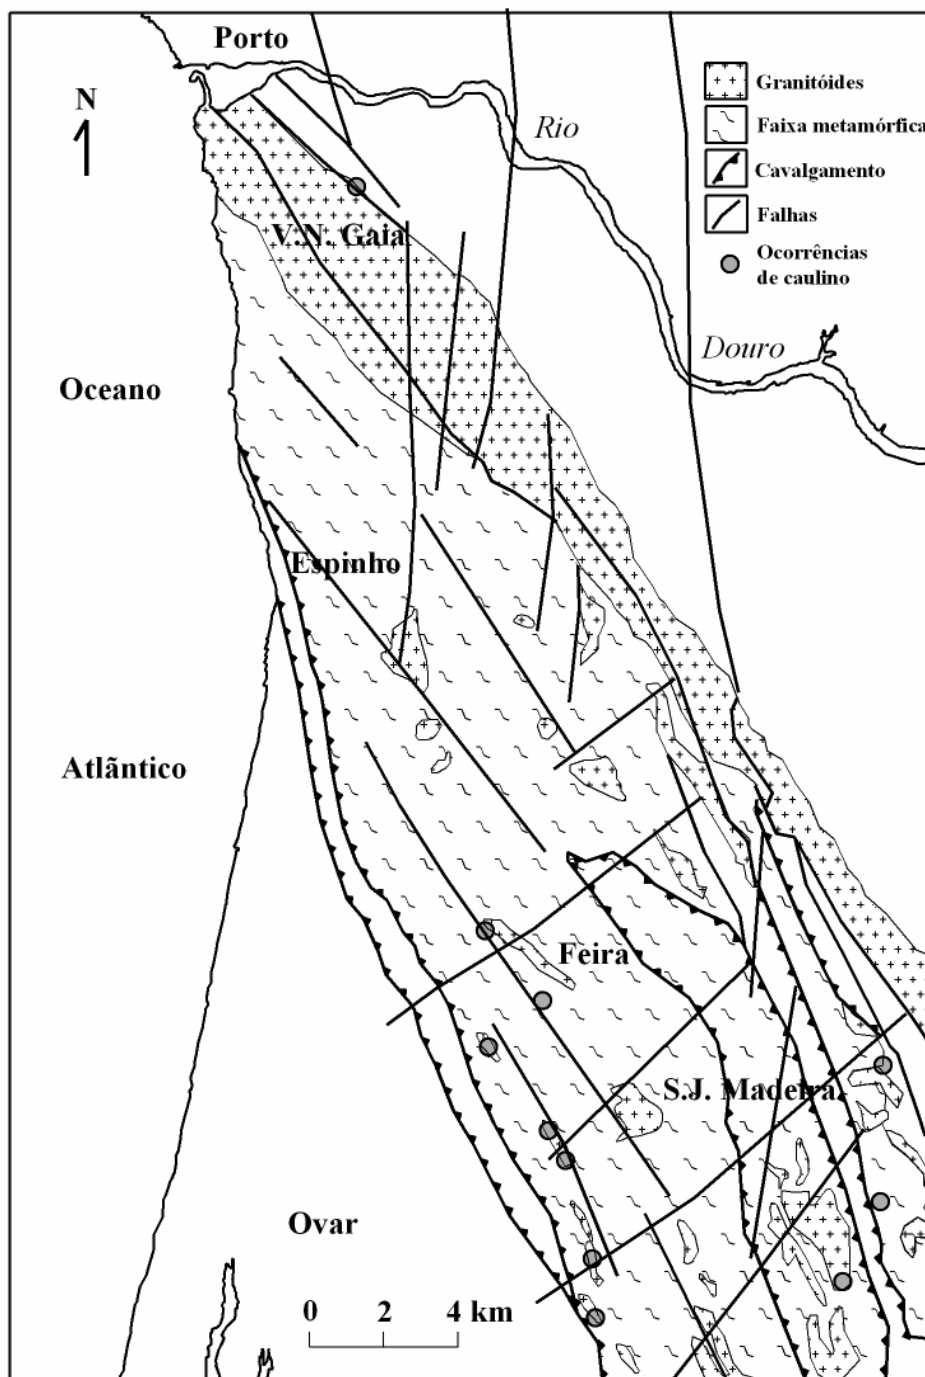 Porto
N
Rio
Granitóides
Faixa metamórfica
Cavalgamento
Falhas
Ocorrências
de caulino
V.N. Gaia
Douro
Oceano
Espinho
Atlãntico
Feira
S.J. Madeira
Ovar
0 2 4 km